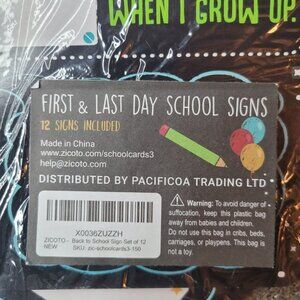 WHEN I GROW UP.
FIRST & LAST DAY SCHOOL SIGNS
12 SIGNS INCLUDED
Made in China
www.zicoto.com/schoolcards3
help@zicoto.com
DISTRIBUTED BY PACIFICOA TRADING LTD
X0036ZUZZH
ZICOTO - Back to School Sign Set of 12
NEW SKU: zic-schoolcards3-150
Warning: To avoid danger of
suffocation, keep this plastic bag
away from babies and children.
Do not use this bag in cribs, beds,
carriages, or playpens. This bag is
not a toy.